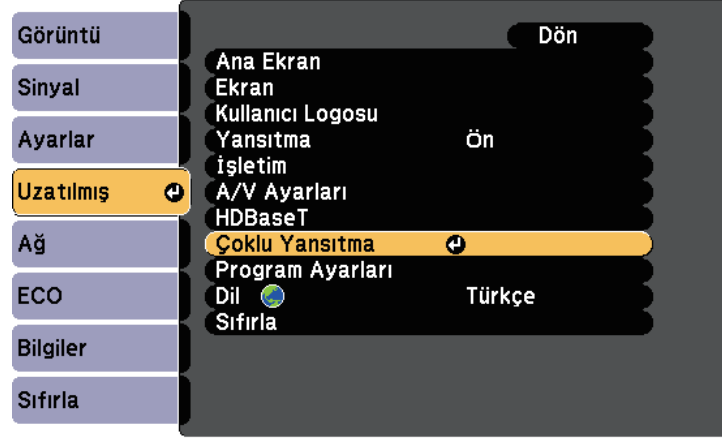 Görüntü
Sinyal
Ayarlar
Uzatılmış
Ağ
ECO
Bilgiler
Sıfırla
Dön
Ana Ekran
Ekran
Kullanıcı Logosu
Yansıtma Ön
İşletim
A/V Ayarları
HDBaseT
Çoklu Yansıtma
Program Ayarları
Dil Türkçe
Sıfırla